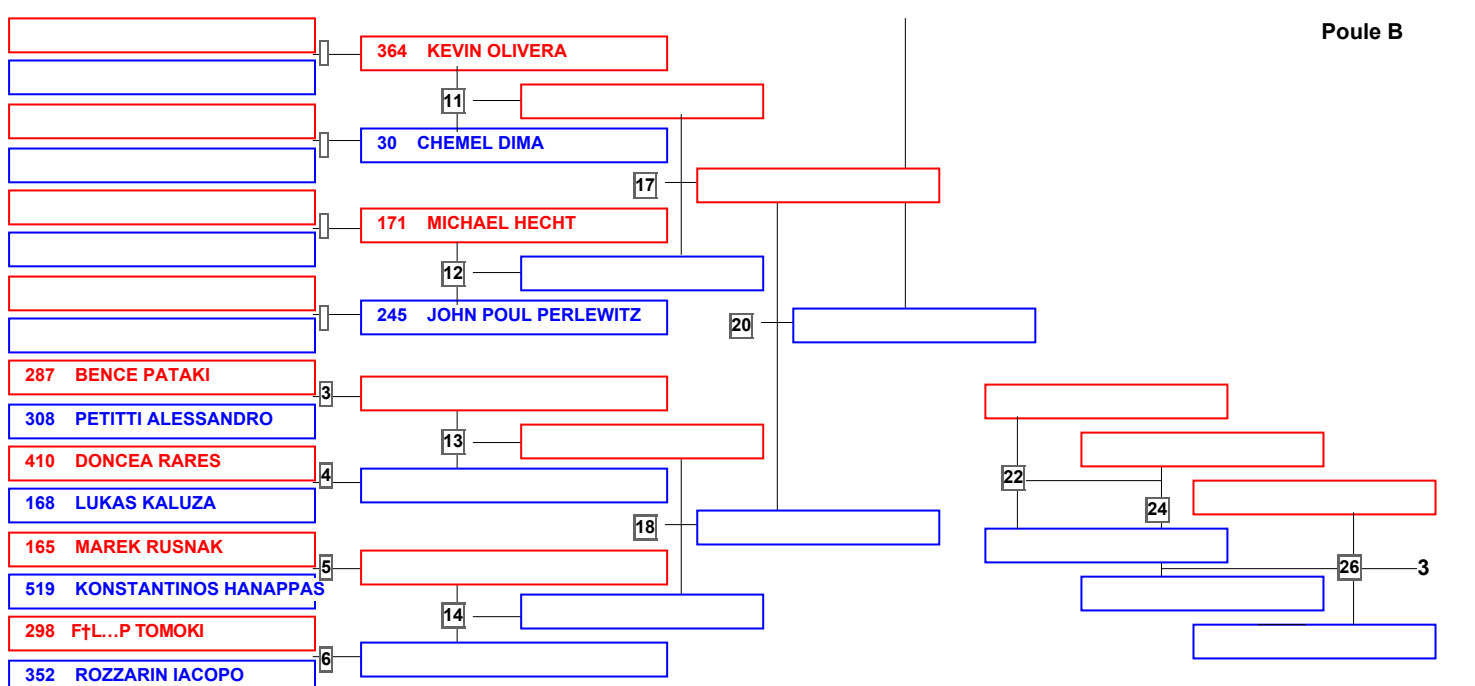 Poule B
364 KEVIN OLIVERA
11
30 CHEMEL DIMA
17
171 MICHAEL HECHT
12
245 JOHN POUL PERLEWITZ
20
287 BENCE PATAKI
3
308 PETITTI ALESSANDRO
13
410 DONCEA RARES
4
22
168 LUKAS KALUZA
24
18
165 MAREK RUSNAK
5
26
3
519 KONSTANTINOS HANAPPAS
14
298 F†L…P TOMOKI
6
352 ROZZARIN IACOPO